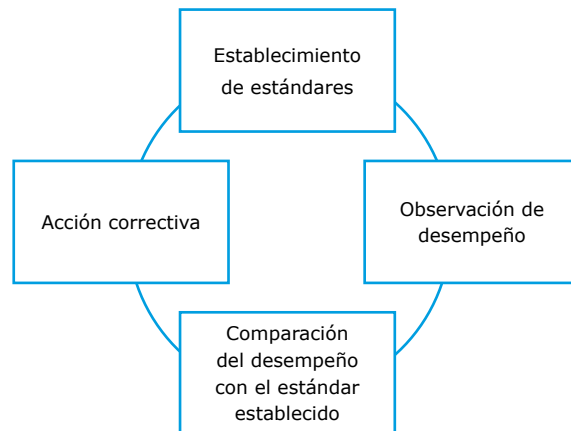 Establecimiento
de estándares
Observación de
desempeño
Comparación
del desempeño
con el estándar
establecido
Acción correctiva